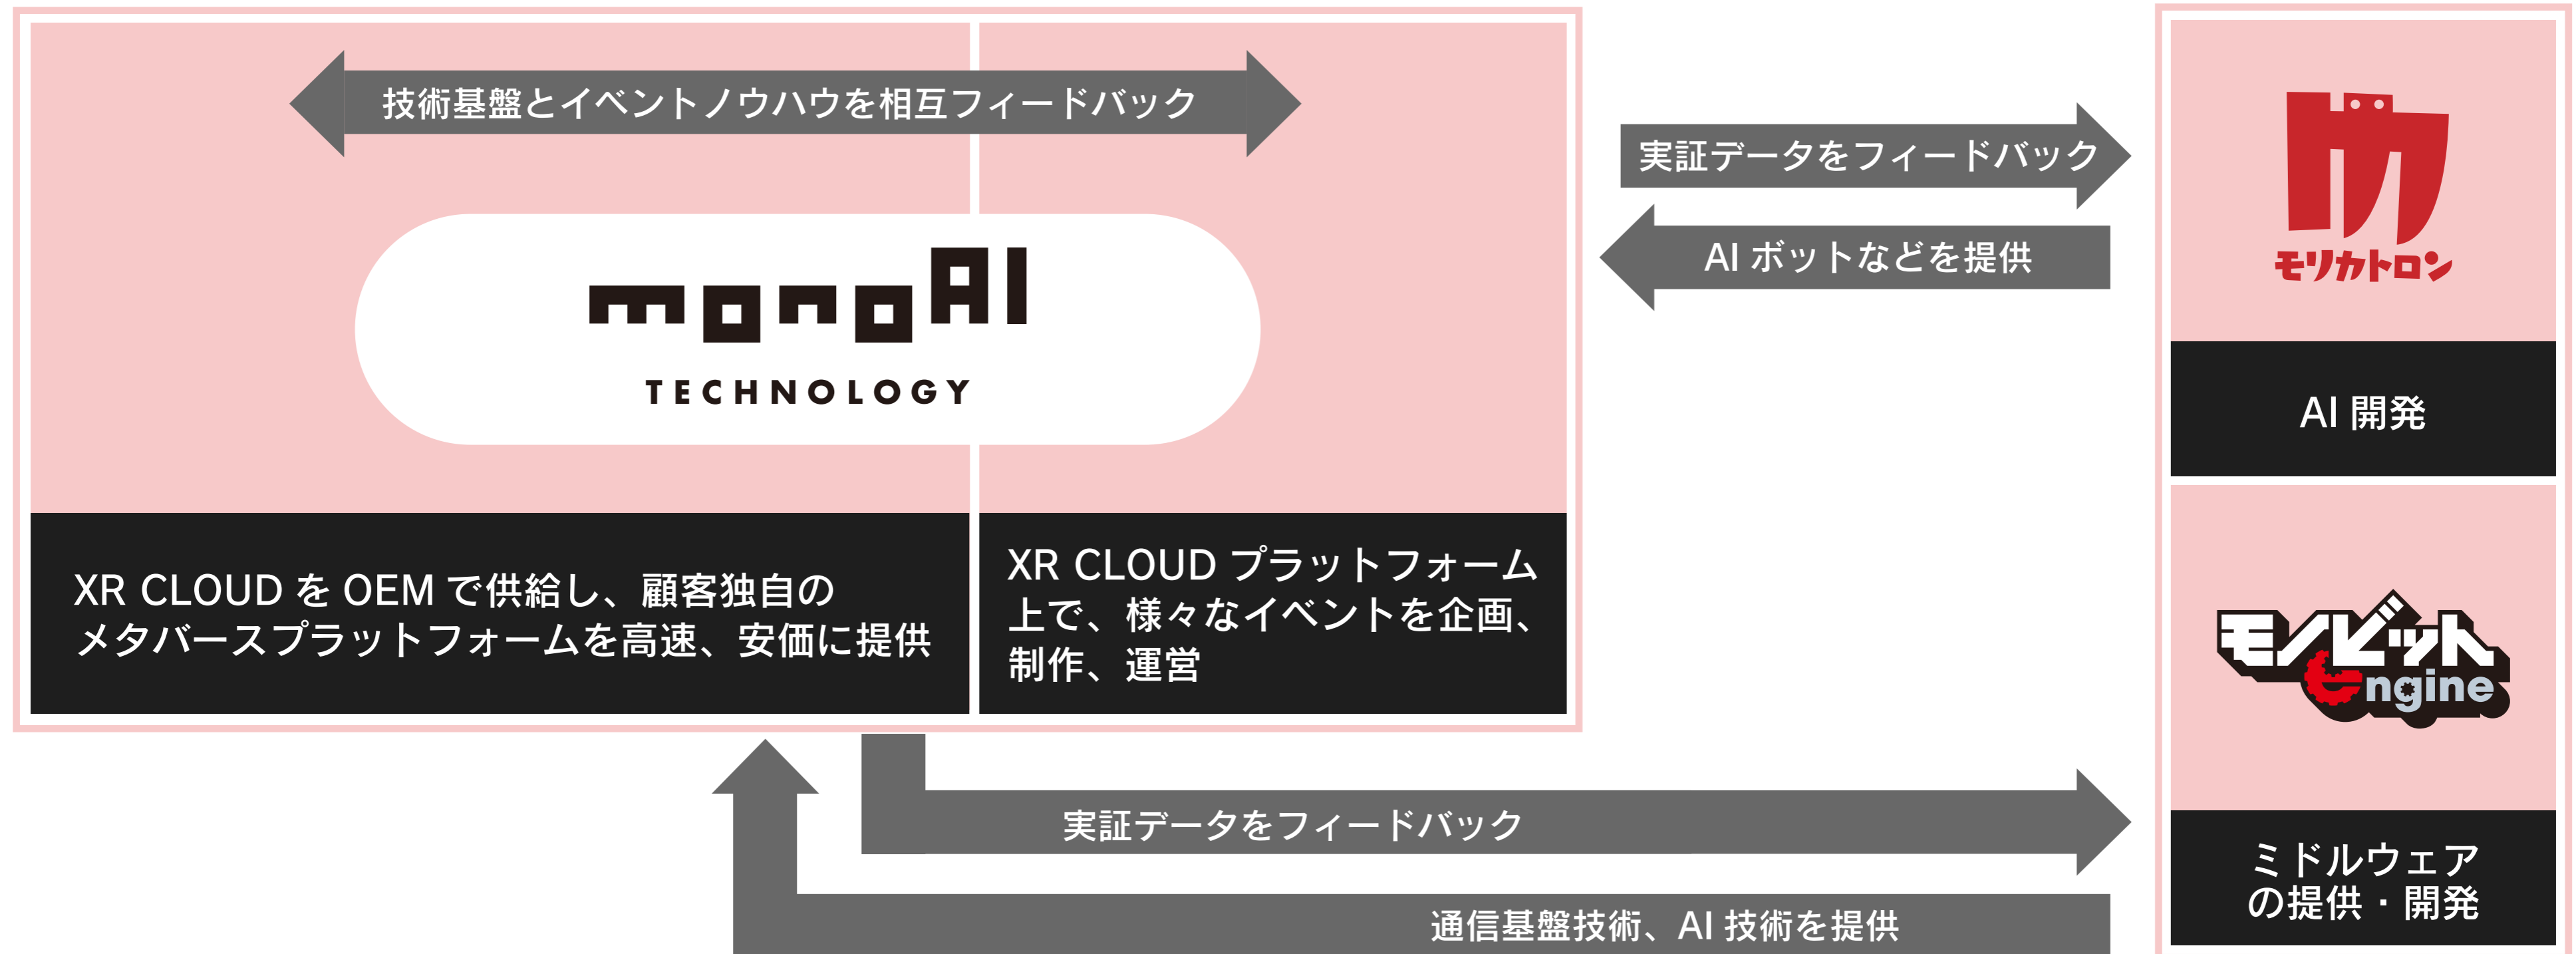 技術基盤とイベントノウハウを相互フィードバック
monoAI
TECHNOLOGY
XR CLOUD を OEM で供給し、顧客独自の
メタバースプラットフォームを高速、安価に提供
XR CLOUD プラットフォーム
上で、様々なイベントを企画、
制作、運営
実証データをフィードバック
AI ボットなどを提供
モリカトロン
AI 開発
モノビット
engine
ミドルウェア
の提供・開発
実証データをフィードバック
通信基盤技術、AI 技術を提供